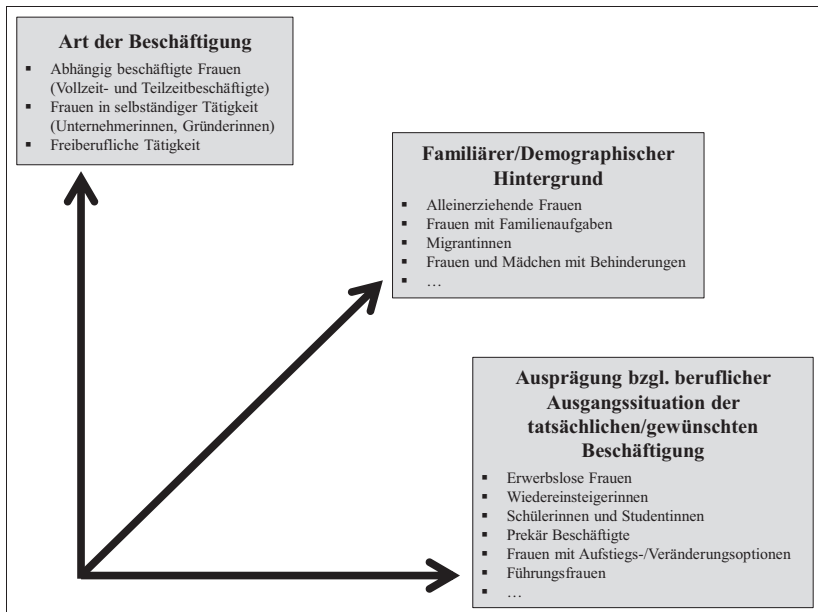 Art der Beschäftigung
▪ Abhängig beschäftigte Frauen
(Vollzeit- und Teilzeitbeschäftigte)
▪ Frauen in selbständiger Tätigkeit
(Unternehmerinnen, Gründerinnen)
▪ Freiberufliche Tätigkeit
Familiärer/Demographischer
Hintergrund
▪ Alleinerziehende Frauen
▪ Frauen mit Familienaufgaben
▪ Migrantinnen
▪ Frauen und Mädchen mit Behinderungen
▪ …
Ausprägung bzgl. beruflicher
Ausgangssituation der
tatsächlichen/gewünschten
Beschäftigung
▪ Erwerbslose Frauen
▪ Wiedereinsteigerinnen
▪ Schülerinnen und Studentinnen
▪ Prekär Beschäftigte
▪ Frauen mit Aufstiegs-/Veränderungsoptionen
▪ Führungsfrauen
▪ …